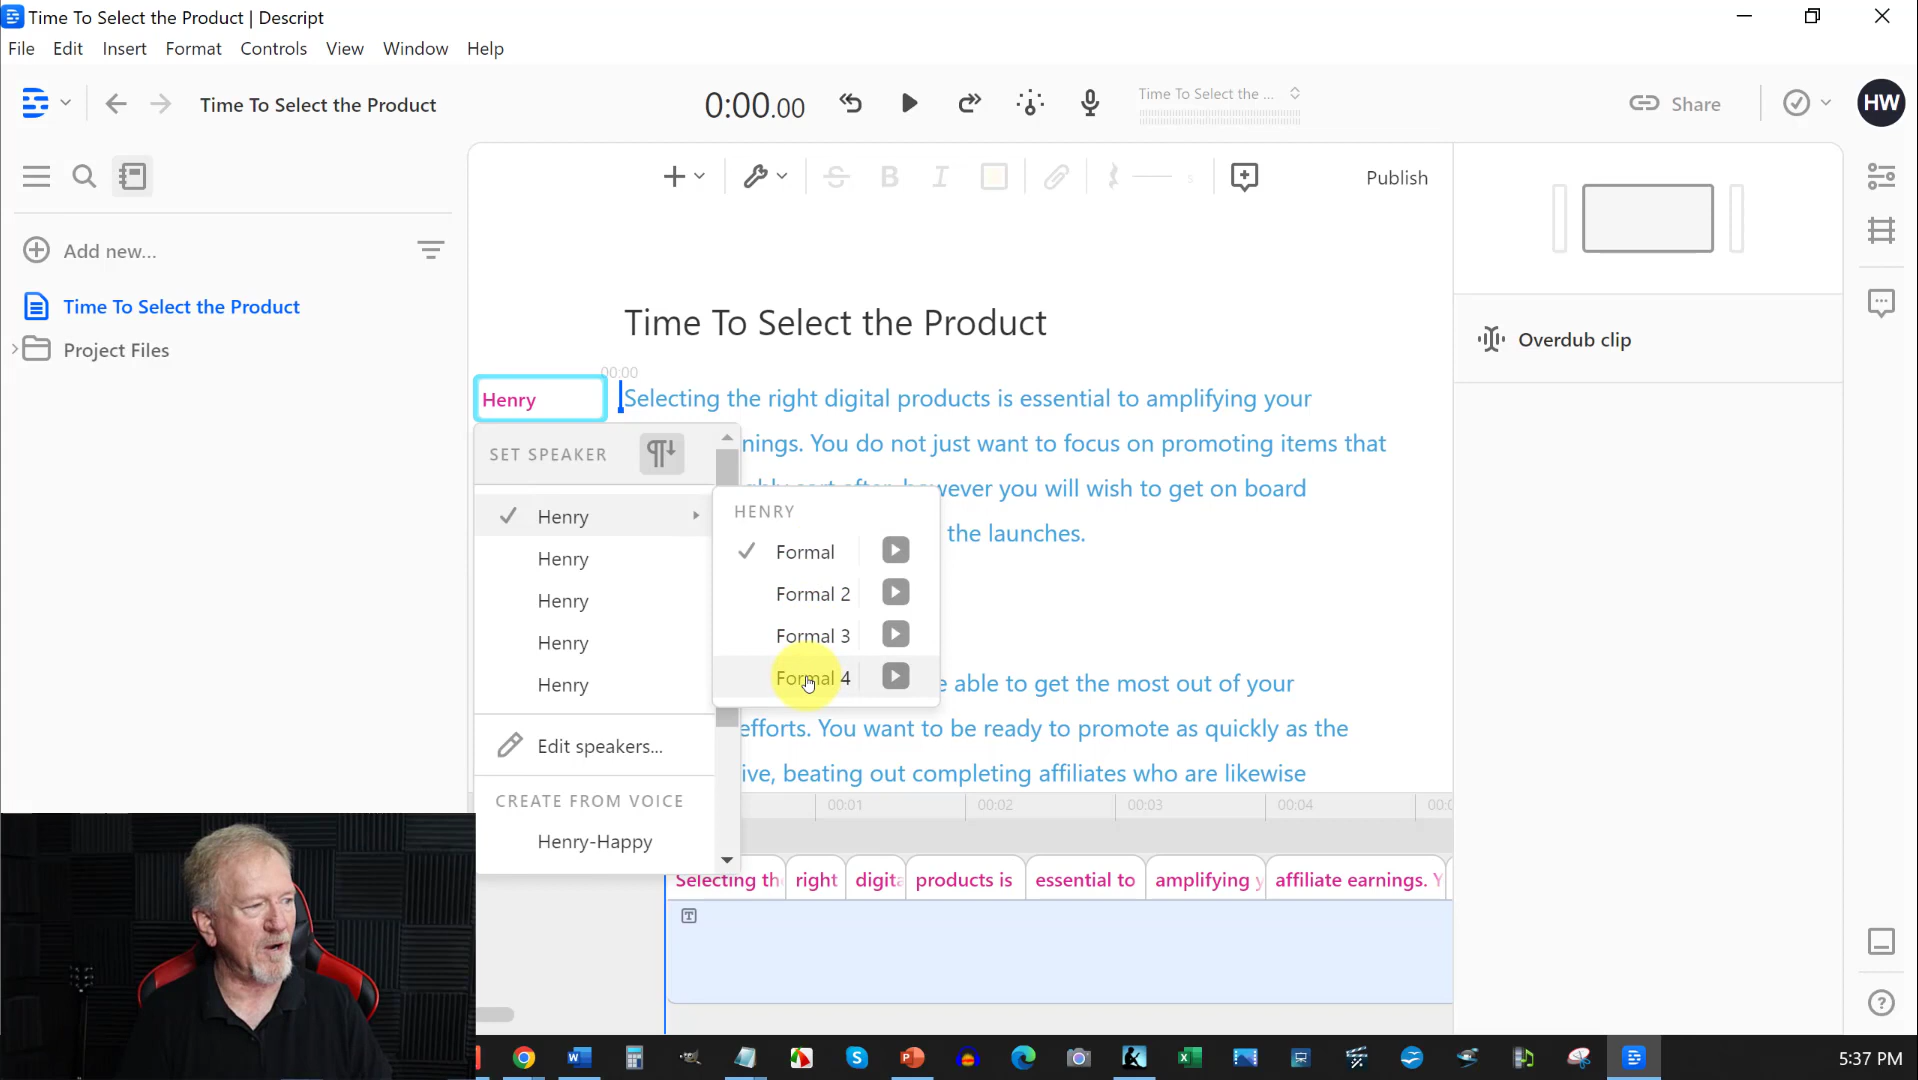 Time To Select the Product | Descript
File Edit Insert Format Controls View Window Help
Time To Select the Product
0:00.00
Time To Select the ...
Share
HW
Publish
Add new...
Time To Select the Product
Project Files
Time To Select the Product
00:00
Henry
Selecting the right digital products is essential to amplifying your
nings. You do not just want to focus on promoting items that
however you will wish to get on board
the launches.
e able to get the most out of your
efforts. You want to be ready to promote as quickly as the
ive, beating out completing affiliates who are likewise
SET SPEAKER
Henry
Henry
Henry
Henry
Henry
Edit speakers...
CREATE FROM VOICE
Henry-Happy
HENRY
Formal
Formal 2
Formal 3
Formal 4
Overdub clip
00:01 00:02 00:03 00:04
Selecting th right digita products is essential to amplifying y affiliate earnings. Y
T
5:37 PM